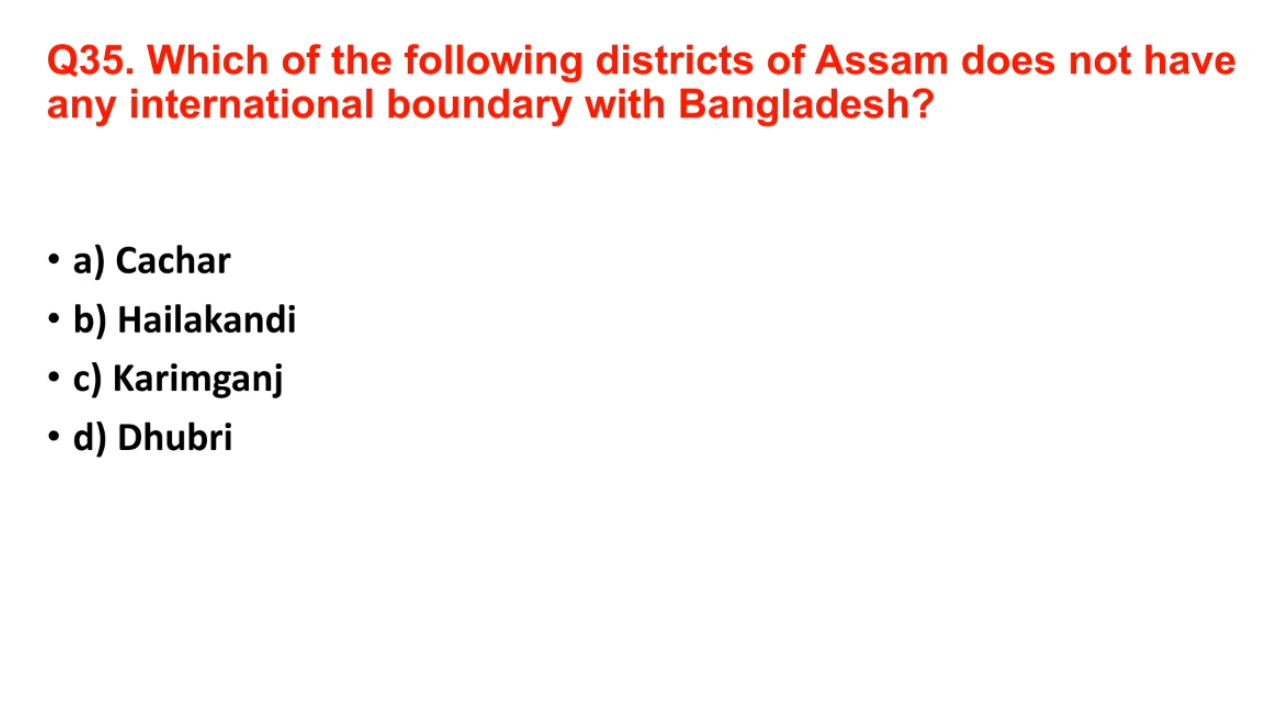 Q35. Which of the following districts of Assam does not have
any international boundary with Bangladesh?
• a) Cachar
• b) Hailakandi
• c) Karimganj
• d) Dhubri